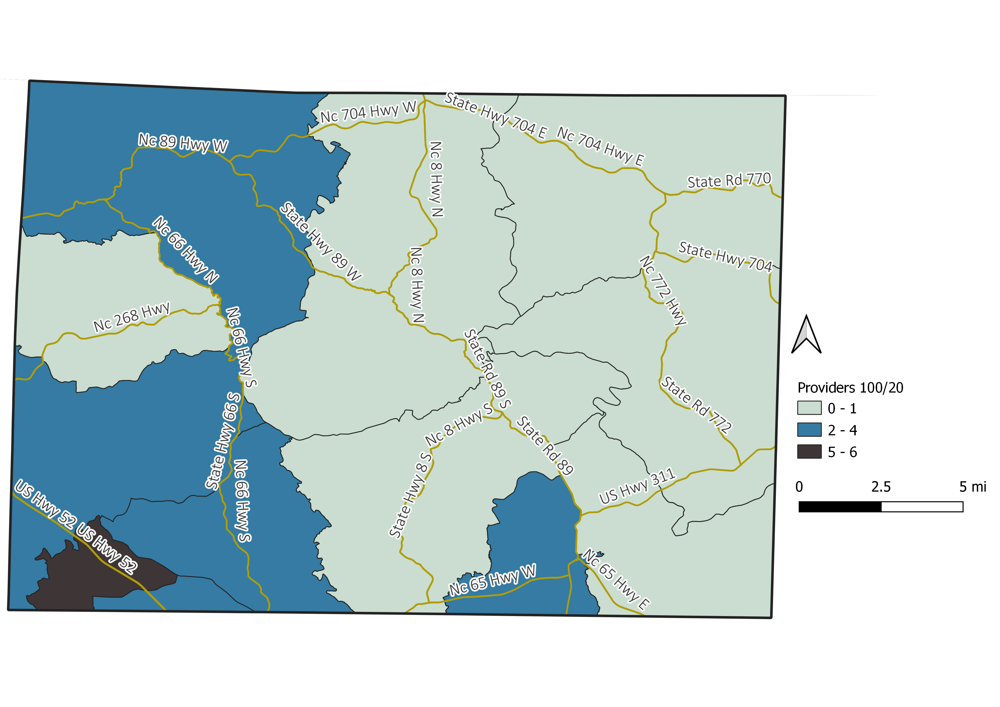 State Hwy 704 E
Nc 704 Hwy W
Nc 704 Hwy E
Nc 89 Hwy W
Nc 8 Hwy N
State Rd 770
State Hwy 89 W
Nc 66 Hwy N
State Hwy 704
Nc 8 Hwy N
Nc 772 Hwy
Nc 268 Hwy
Nc 66 Hwy S
State Rd 89 S
State Rd 772
State Hwy 66 S
Nc 8 Hwy S
State Rd 89
State Hwy 8 S
Nc 66 Hwy S
US Hwy 311
US Hwy 52
US Hwy 52
Nc 65 Hwy W
Nc 65 Hwy E
Providers 100/20
0 - 1
2 - 4
5 - 6
0 2.5 5 mi